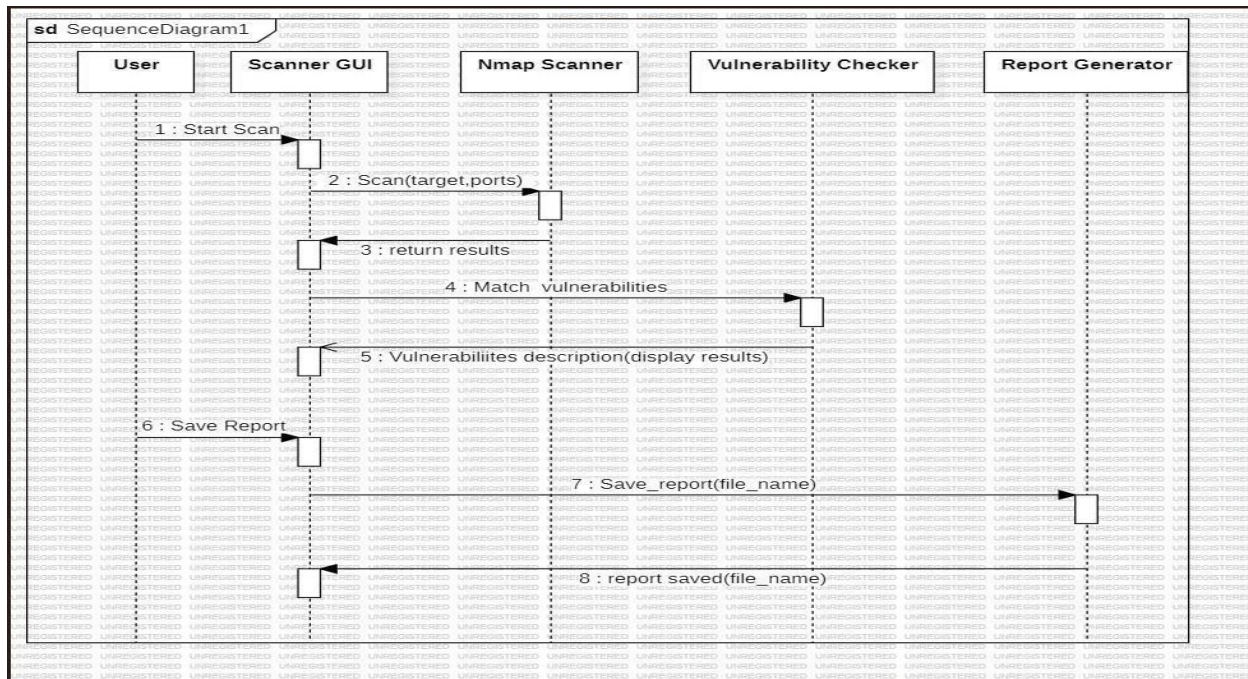 sd SequenceDiagram1
User
Scanner GUI
Nmap Scanner
Vulnerability Checker
Report Generator
1 : Start Scan
2 : Scan(target,ports)
3 : return results
4 : Match vulnerabilities
5 : Vulnerabiliites description(display results)
6 : Save Report
7 : Save_report(file_name)
8 : report saved(file_name)
UNREGISTERED